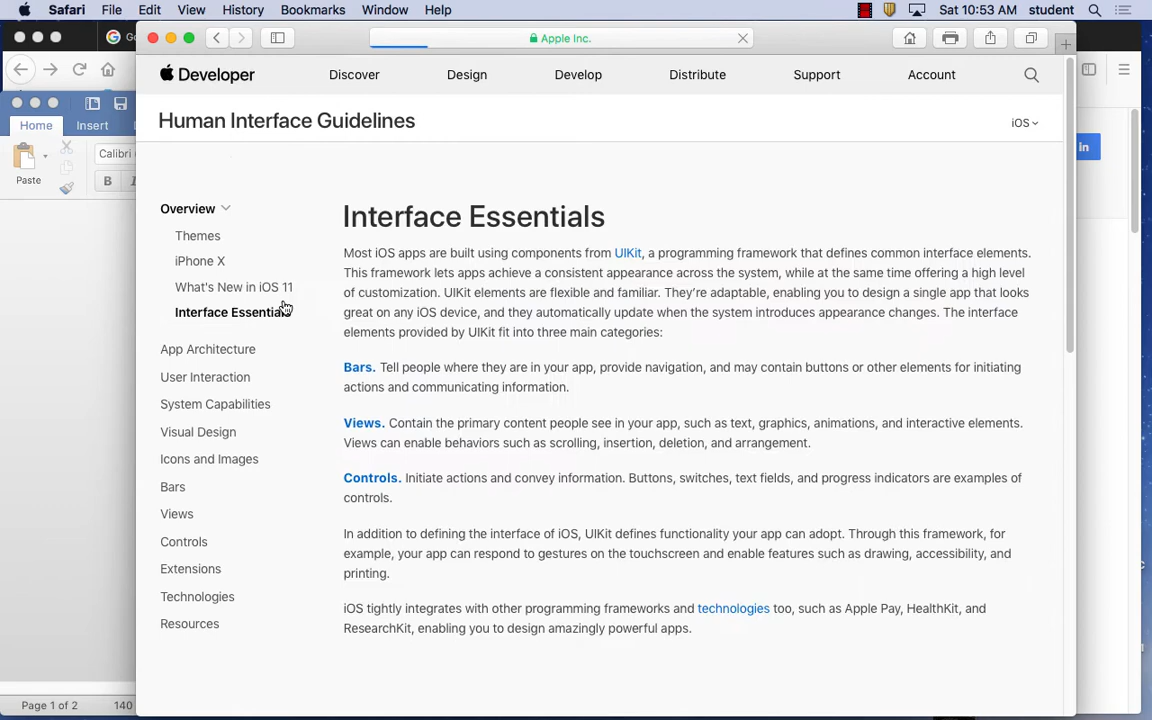 Safari File Edit View History Bookmarks Window Help Sat 10:53 AM student
Apple Inc.
Developer Discover Design Develop Distribute Support Account
Home Insert
Human Interface Guidelines iOS
Calibri
in
Paste
B I
Overview
Themes
iPhone X
What's New in iOS 11
Interface Essentials
App Architecture
User Interaction
System Capabilities
Visual Design
Icons and Images
Bars
Views
Controls
Extensions
Technologies
Resources
Interface Essentials
Most iOS apps are built using components from UIKit, a programming framework that defines common interface elements.
This framework lets apps achieve a consistent appearance across the system, while at the same time offering a high level
of customization. UIKit elements are flexible and familiar. They're adaptable, enabling you to design a single app that looks
great on any iOS device, and they automatically update when the system introduces appearance changes. The interface
elements provided by UIKit fit into three main categories:
Bars. Tell people where they are in your app, provide navigation, and may contain buttons or other elements for initiating
actions and communicating information.
Views. Contain the primary content people see in your app, such as text, graphics, animations, and interactive elements.
Views can enable behaviors such as scrolling, insertion, deletion, and arrangement.
Controls. Initiate actions and convey information. Buttons, switches, text fields, and progress indicators are examples of
controls.
In addition to defining the interface of iOS, UIKit defines functionality your app can adopt. Through this framework, for
example, your app can respond to gestures on the touchscreen and enable features such as drawing, accessibility, and
printing.
iOS tightly integrates with other programming frameworks and technologies too, such as Apple Pay, HealthKit, and
ResearchKit, enabling you to design amazingly powerful apps.
Page 1 of 2 140